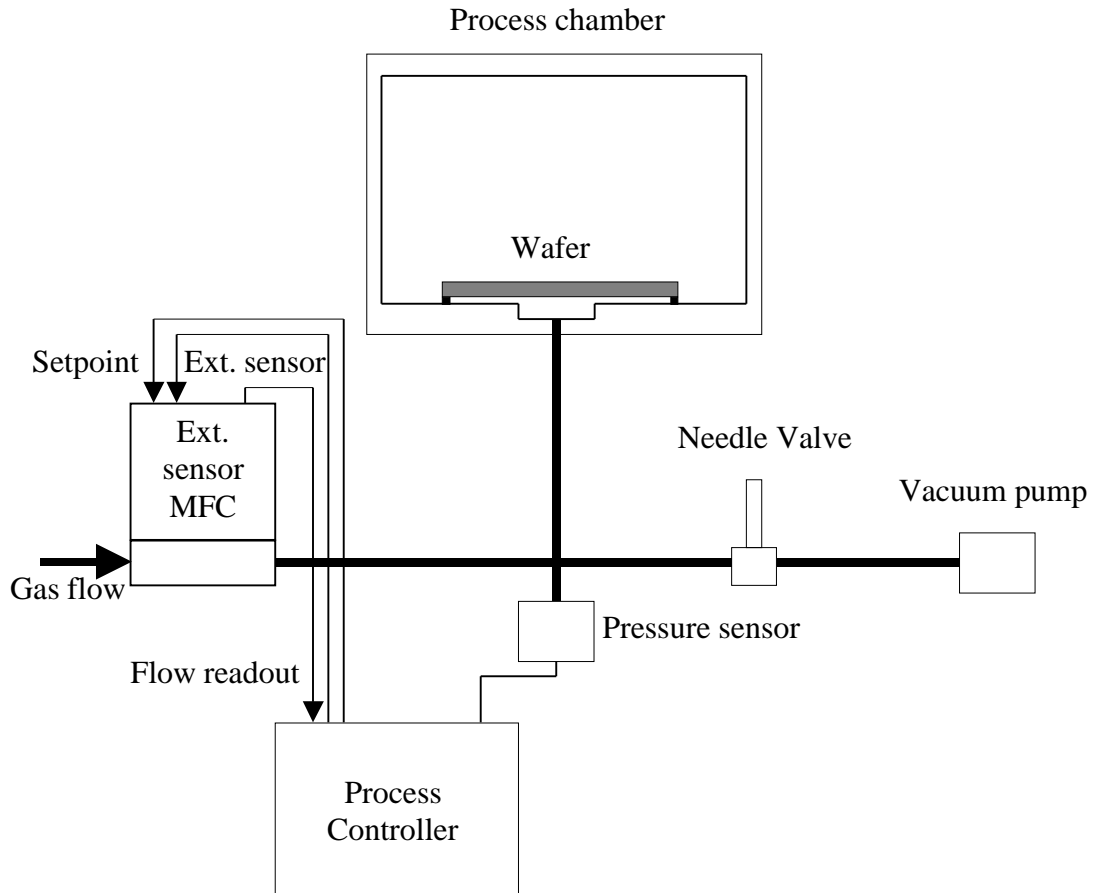 Process chamber
Wafer
Setpoint
Ext. sensor
Ext.
sensor
MFC
Needle Valve
Vacuum pump
Gas flow
Pressure sensor
Flow readout
Process
Controller